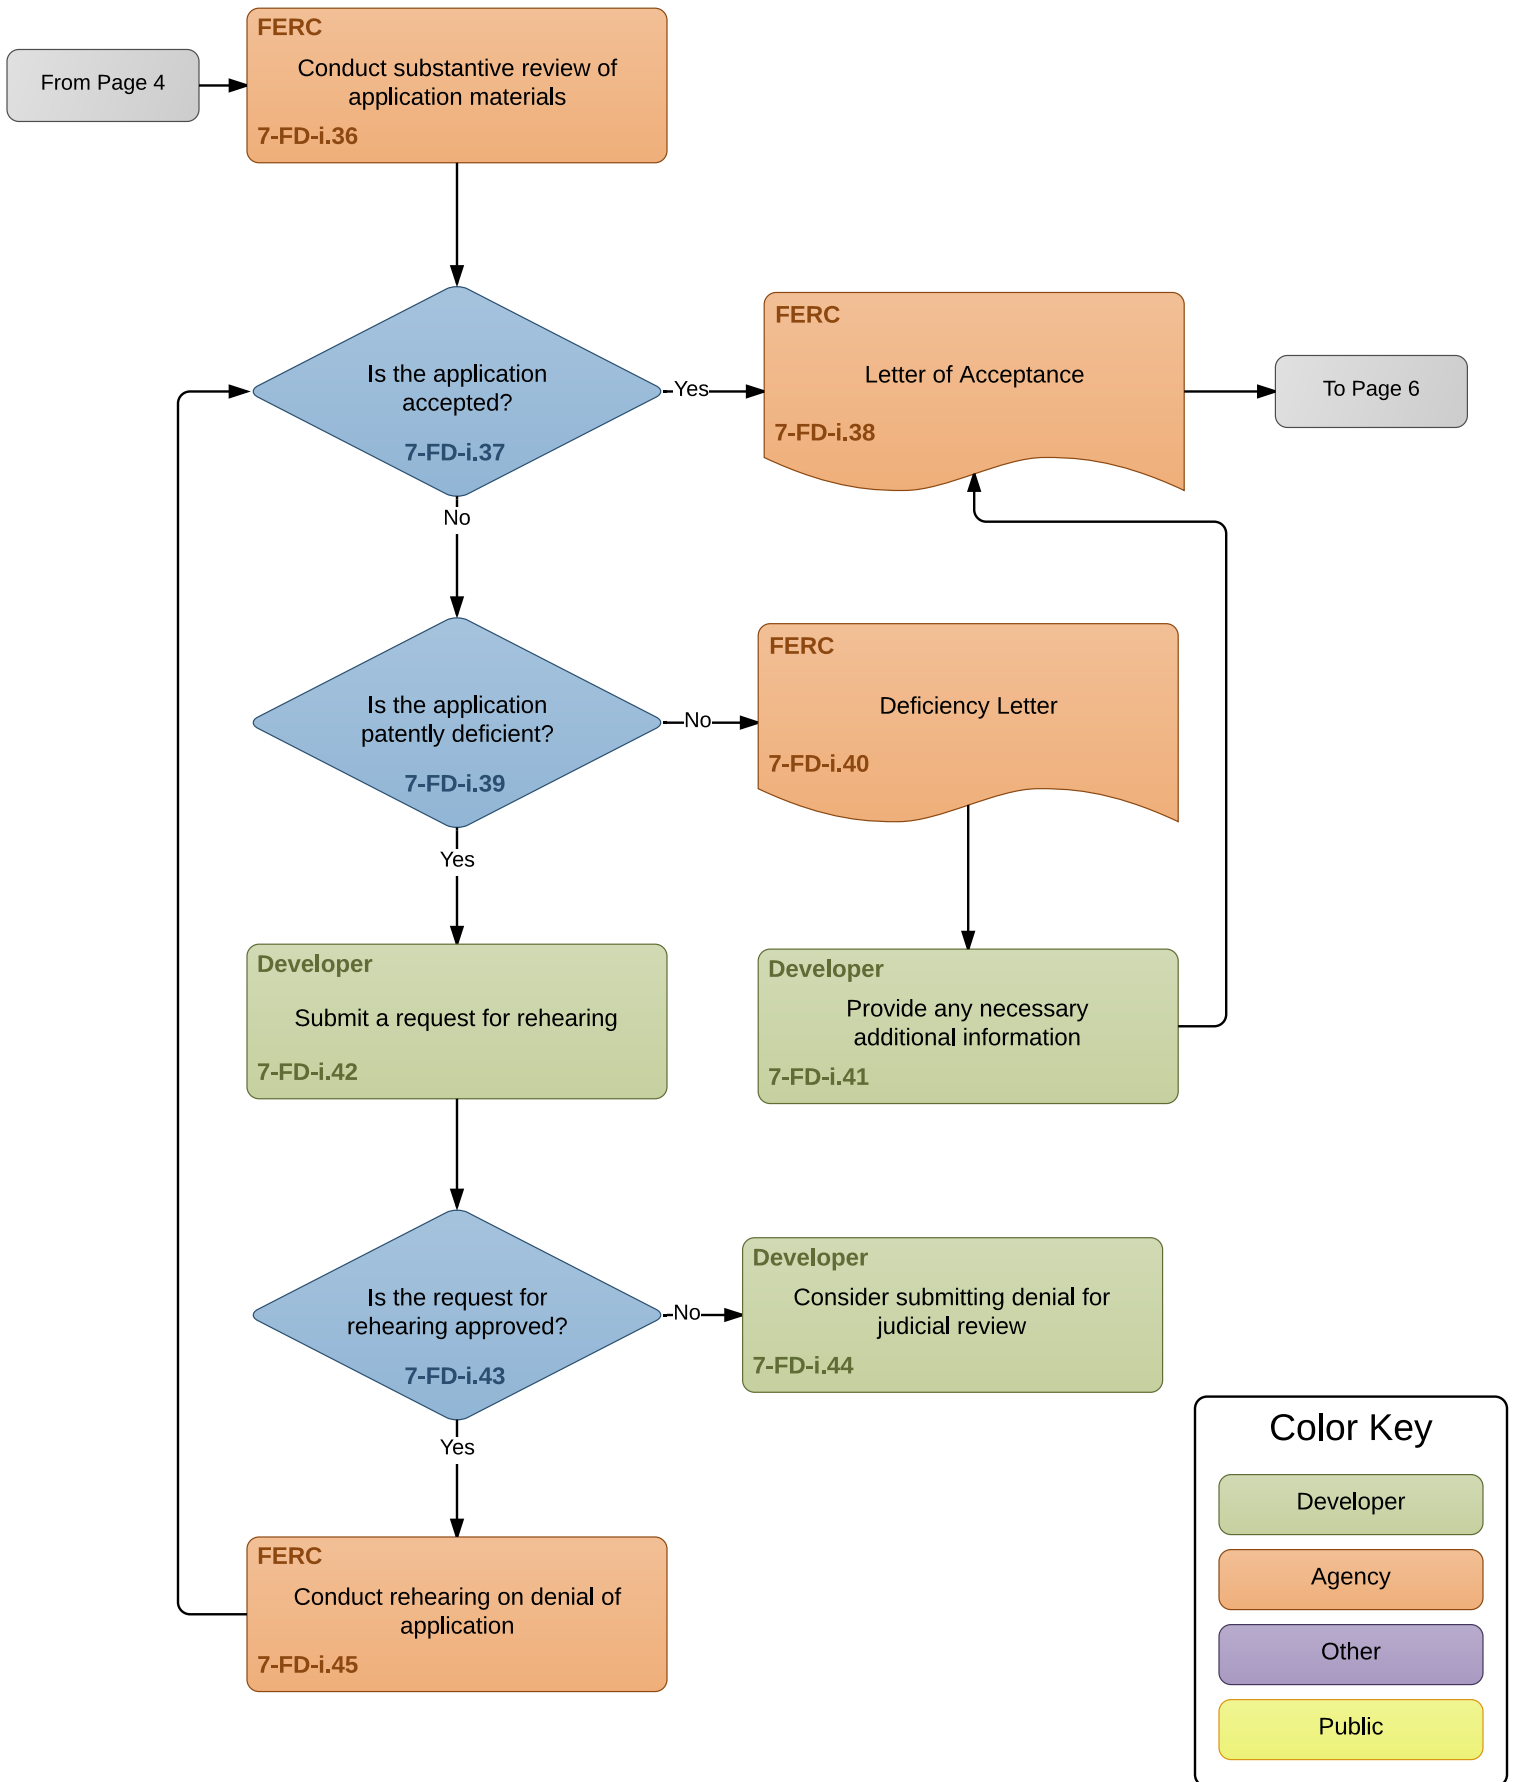 From Page 4
FERC
Conduct substantive review of
application materials
7-FD-i.36
Is the application
accepted?
7-FD-i.37
Yes
FERC
Letter of Acceptance
7-FD-i.38
To Page 6
No
Is the application
patently deficient?
7-FD-i.39
No
FERC
Deficiency Letter
7-FD-i.40
Yes
Developer
Submit a request for rehearing
7-FD-i.42
Developer
Provide any necessary
additional information
7-FD-i.41
Is the request for
rehearing approved?
7-FD-i.43
No
Developer
Consider submitting denial for
judicial review
7-FD-i.44
Yes
FERC
Conduct rehearing on denial of
application
7-FD-i.45
Color Key
Developer
Agency
Other
Public